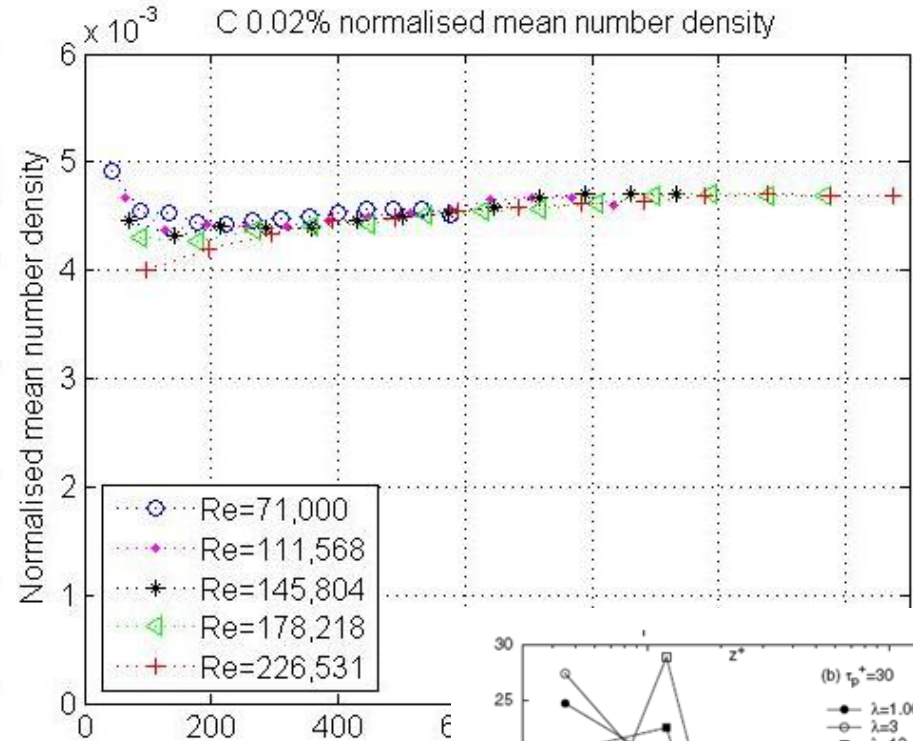 x 10-3
C 0.02% normalised mean number density
6
5
4
3
2
1
0
Normalised mean number density
Re=71,000
Re=111,568
Re=145,804
Re=178,218
Re=226,531
0 200 400
30
z+
(b) τp+=30
25
λ=1.00
λ=3